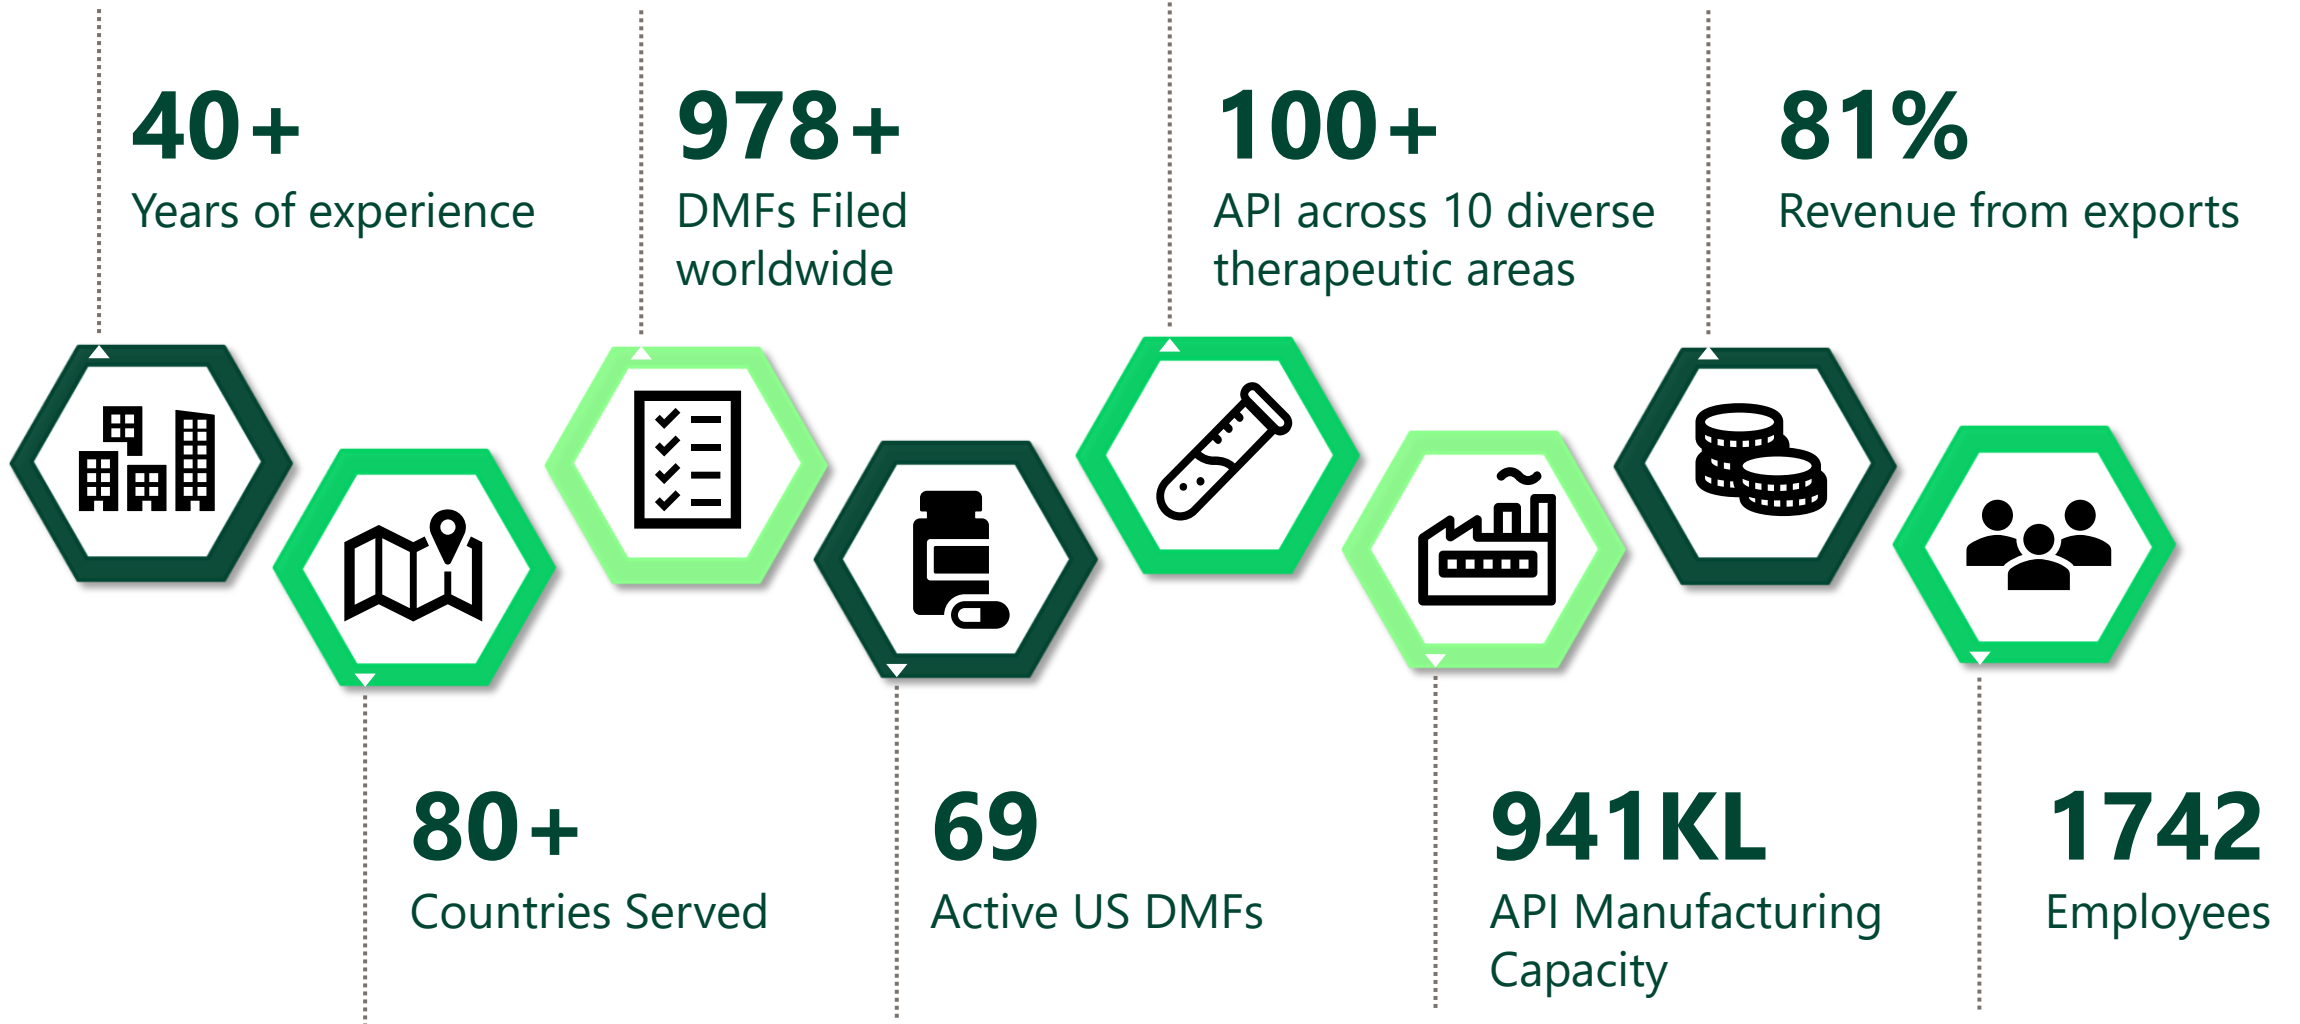 40+
Years of experience
978+
DMFs Filed
worldwide
100+
API across 10 diverse
therapeutic areas
81%
Revenue from exports
80+
Countries Served
69
Active US DMFs
941KL
API Manufacturing
Capacity
1742
Employees